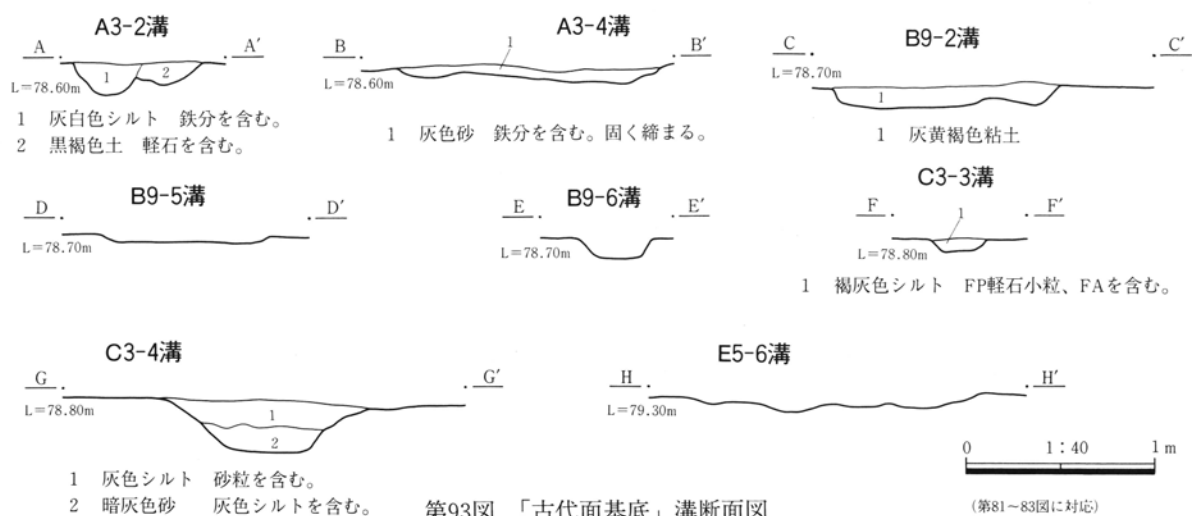 A3-2溝
A A′
L=78.60m
1 2
1 灰白色シルト 鉄分を含む。
2 黒褐色土 軽石を含む。
A3-4溝
B 1 B′
L=78.60m
1 灰色砂 鉄分を含む。固く締まる。
B9-2溝
C C′
L=78.70m
1
1 灰黄褐色粘土
B9-5溝
D D′
L=78.70m
B9-6溝
E E′
L=78.70m
C3-3溝
F 1 F′
L=78.80m
1 褐灰色シルト FP軽石小粒、FAを含む。
C3-4溝
G G′
L=78.80m
1
2
1 灰色シルト 砂粒を含む。
2 暗灰色砂 灰色シルトを含む。
E5-6溝
H H′
L=79.30m
0 1:40 1m
(第81~83図に対応)
第93図 「古代面基底」溝断面図